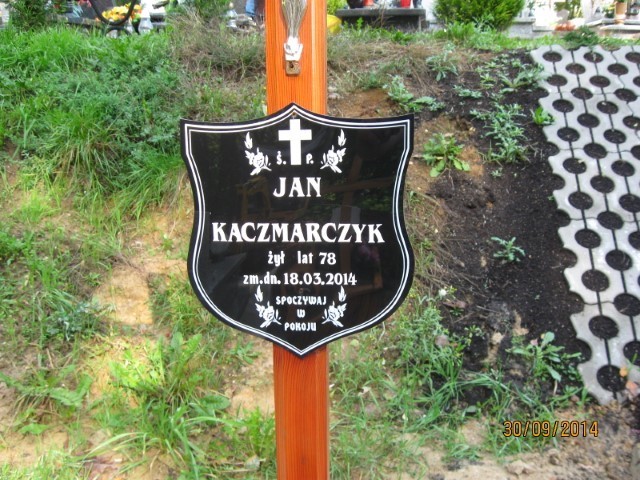 Ś. P.
JAN
KACZMARCZYK
żył lat 78
zm.dn. 18.03.2014
SPOCZYWAJ
W
POKOJU
30/09/2014